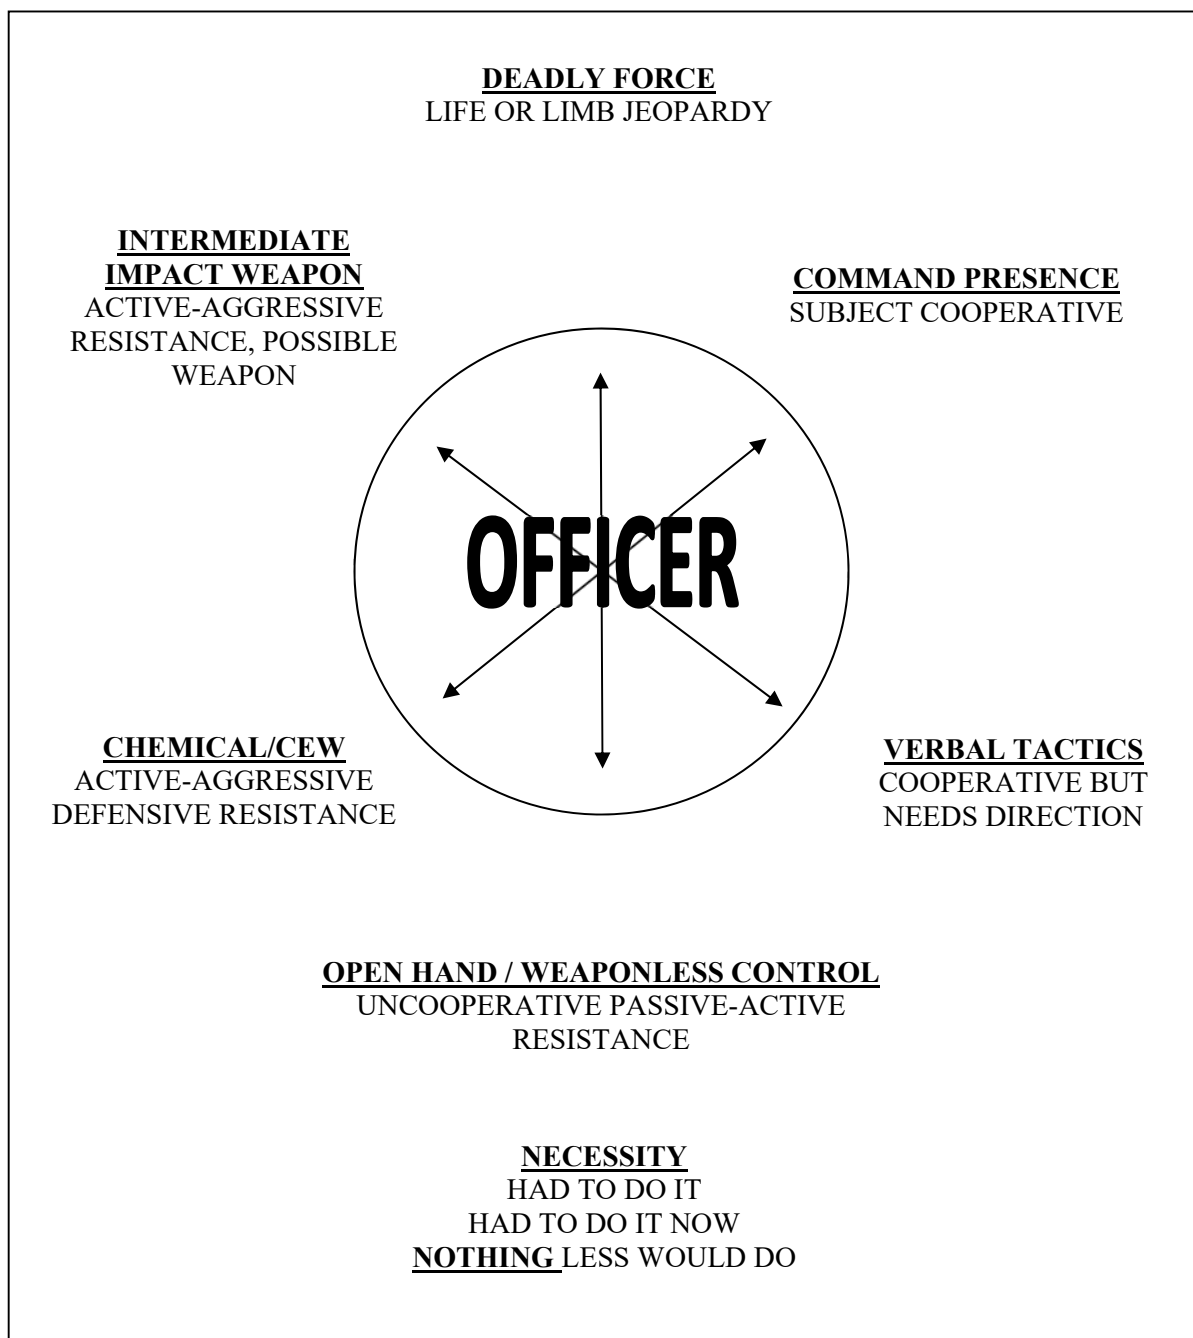 DEADLY FORCE
LIFE OR LIMB JEOPARDY
INTERMEDIATE
IMPACT WEAPON
ACTIVE-AGGRESSIVE
RESISTANCE, POSSIBLE
WEAPON
COMMAND PRESENCE
SUBJECT COOPERATIVE
OFFICER
CHEMICAL/CEW
ACTIVE-AGGRESSIVE
DEFENSIVE RESISTANCE
VERBAL TACTICS
COOPERATIVE BUT
NEEDS DIRECTION
OPEN HAND / WEAPONLESS CONTROL
UNCOOPERATIVE PASSIVE-ACTIVE
RESISTANCE
NECESSITY
HAD TO DO IT
HAD TO DO IT NOW
NOTHING LESS WOULD DO